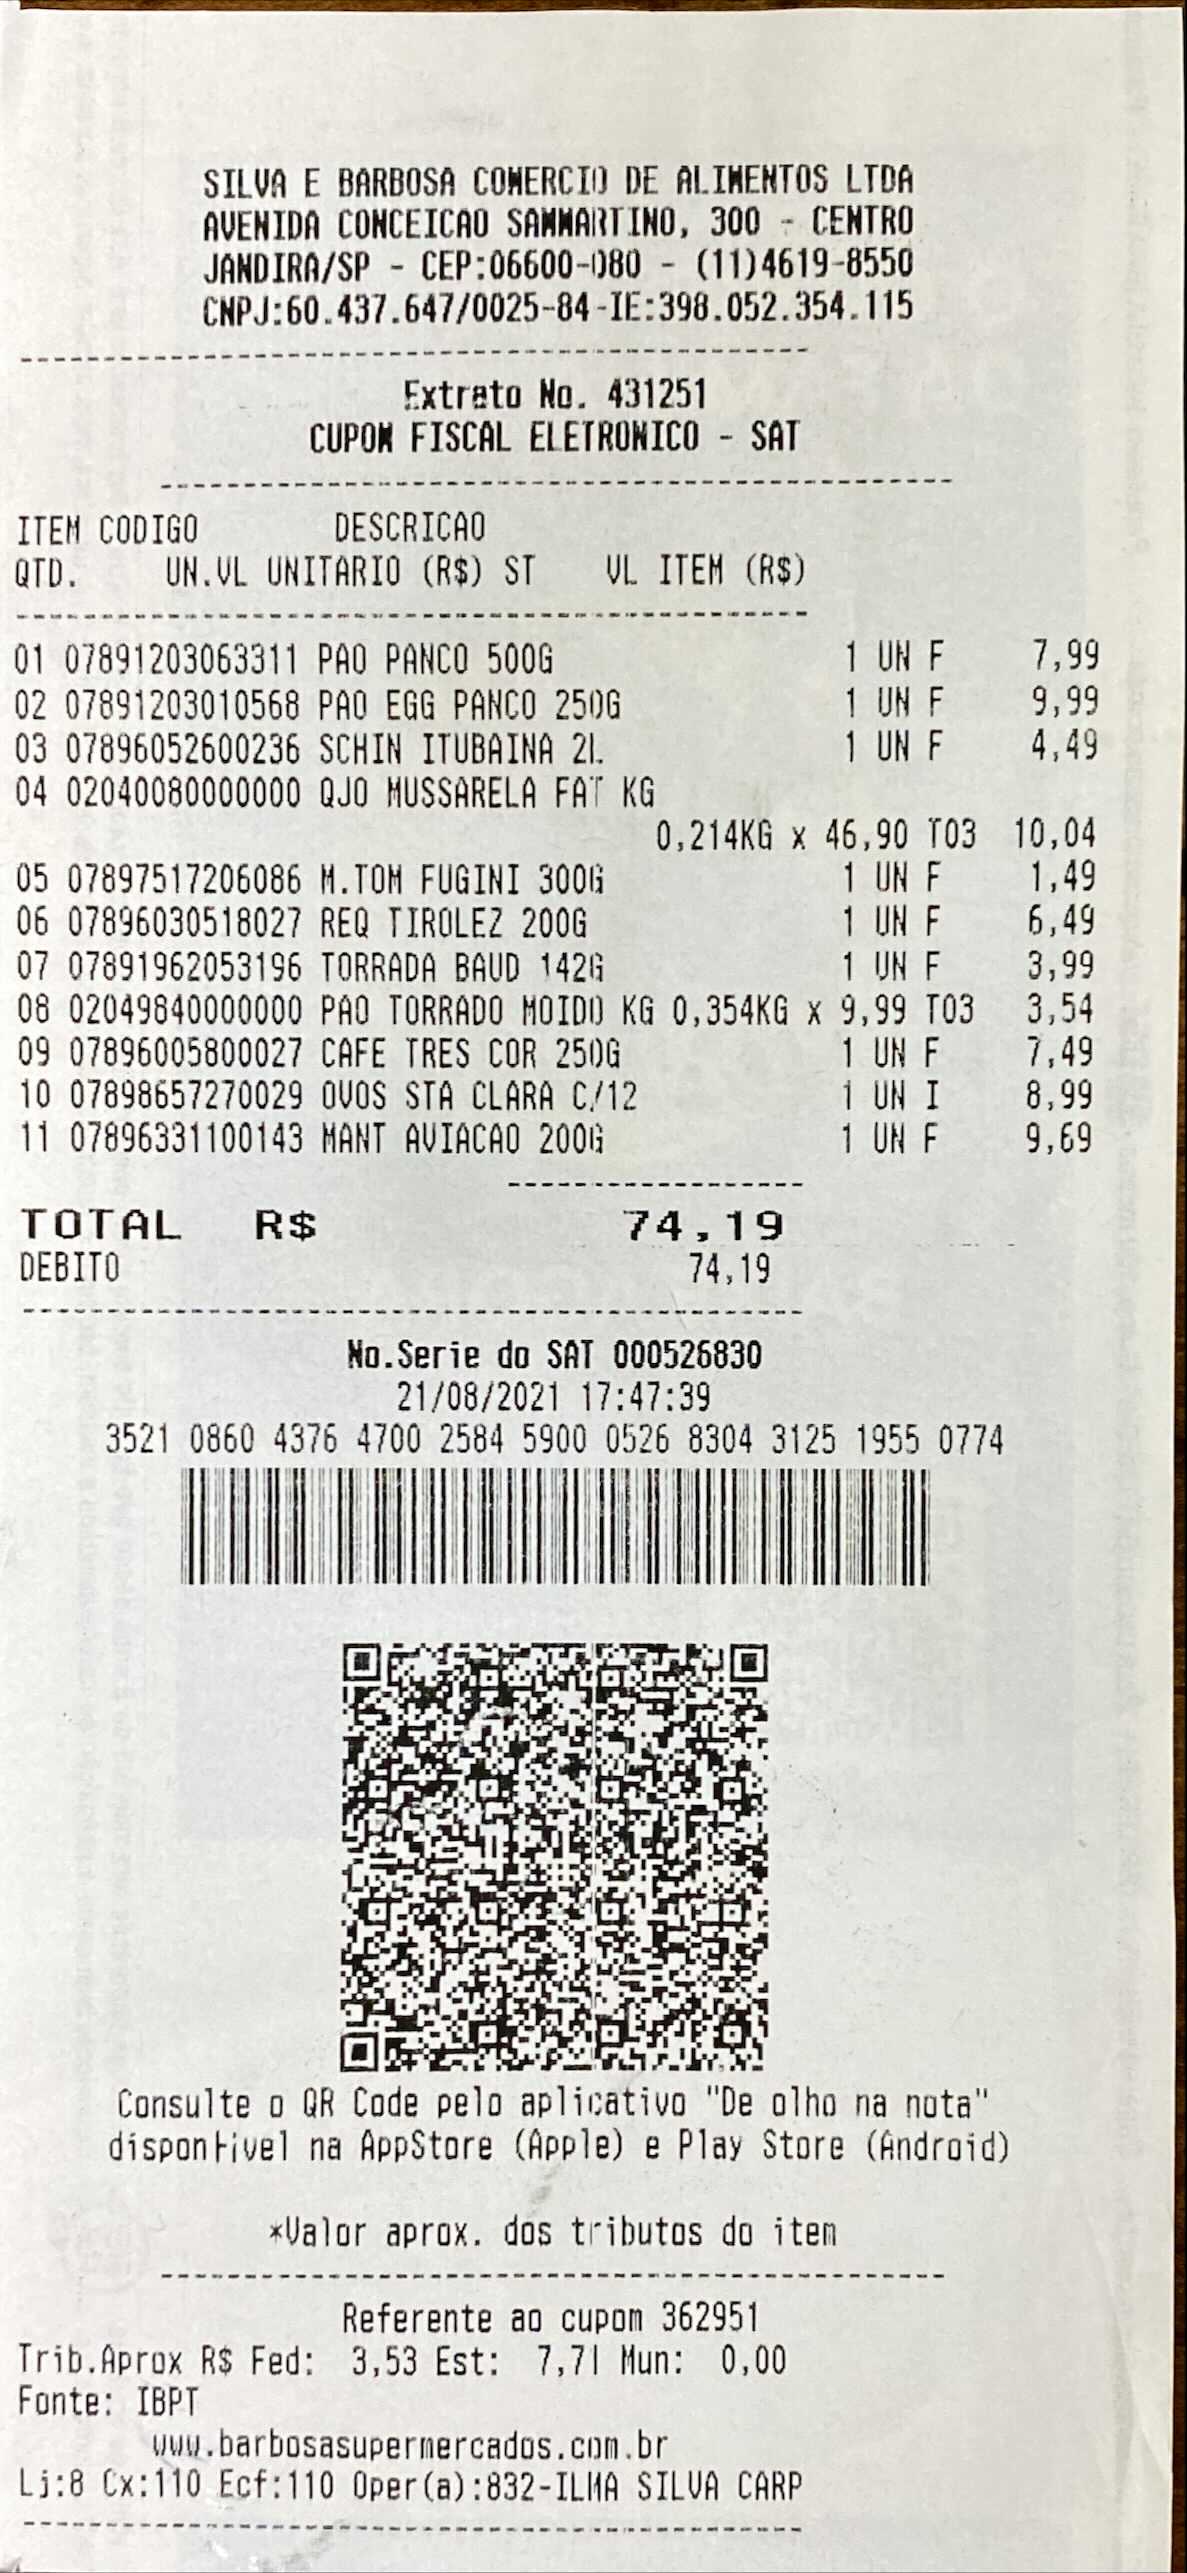 SILVA E BARBOSA COMERCIO DE ALIMENTOS LTDA
AVENIDA CONCEICAO SAMMARTINO, 300 - CENTRO
JANDIRA/SP - CEP:06600-080 - (11)4619-8550
CNPJ:60.437.647/0025-84-IE:398.052.354.115
Extrato No. 431251
CUPOM FISCAL ELETRONICO - SAT
ITEM CODIGO DESCRICAO
QTD. UN.VL UNITARIO (R$) ST VL ITEM (R$)
01 07891203063311 PAO PANCO 500G 1 UN F 7,99
02 07891203010568 PAO EGG PANCO 250G 1 UN F 9,99
03 07896052600236 SCHIN ITUBAINA 2L 1 UN F 4,49
04 02040080000000 QJO MUSSARELA FAT KG
0,214KG x 46,90 T03 10,04
05 07897517206086 M.TOM FUGINI 300G 1 UN F 1,49
06 07896030518027 REQ TIROLEZ 200G 1 UN F 6,49
07 07891962053196 TORRADA BAUD 142G 1 UN F 3,99
08 02049840000000 PAO TORRADO MOIDO KG 0,354KG x 9,99 T03 3,54
09 07896005800027 CAFE TRES COR 250G 1 UN F 7,49
10 07898657270029 OVOS STA CLARA C/12 1 UN I 8,99
11 07896331100143 MANT AVIACAO 200G 1 UN F 9,69
TOTAL R$ 74,19
DEBITO 74,19
No.Serie do SAT 000526830
21/08/2021 17:47:39
3521 0860 4376 4700 2584 5900 0526 8304 3125 1955 0774
Consulte o QR Code pelo aplicativo "De olho na nota"
disponível na AppStore (Apple) e Play Store (Android)
*Valor aprox. dos tributos do item
Referente ao cupom 362951
Trib.Aprox R$ Fed: 3,53 Est: 7,71 Mun: 0,00
Fonte: IBPT
www.barbosasupermercados.com.br
Lj:8 Cx:110 Ecf:110 Oper(a):832-ILMA SILVA CARP